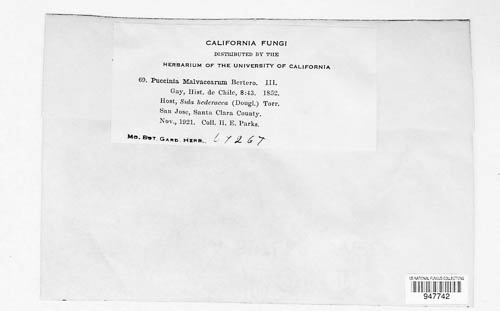 CALIFORNIA FUNGI
DISTRIBUTED BY THE
HERBARIUM OF THE UNIVERSITY OF CALIFORNIA
69. Puccinia Malvacearum Bertero. III.
Gay, Hist. de Chile, 8:43. 1852.
Host, Sida hederacea (Dougl.) Torr.
San Jose, Santa Clara County.
Nov., 1921. Coll. H. E. Parks.
MO. BOT. GARD. HERB., 67267
US NATIONAL FUNGUS COLLECTIONS
947742